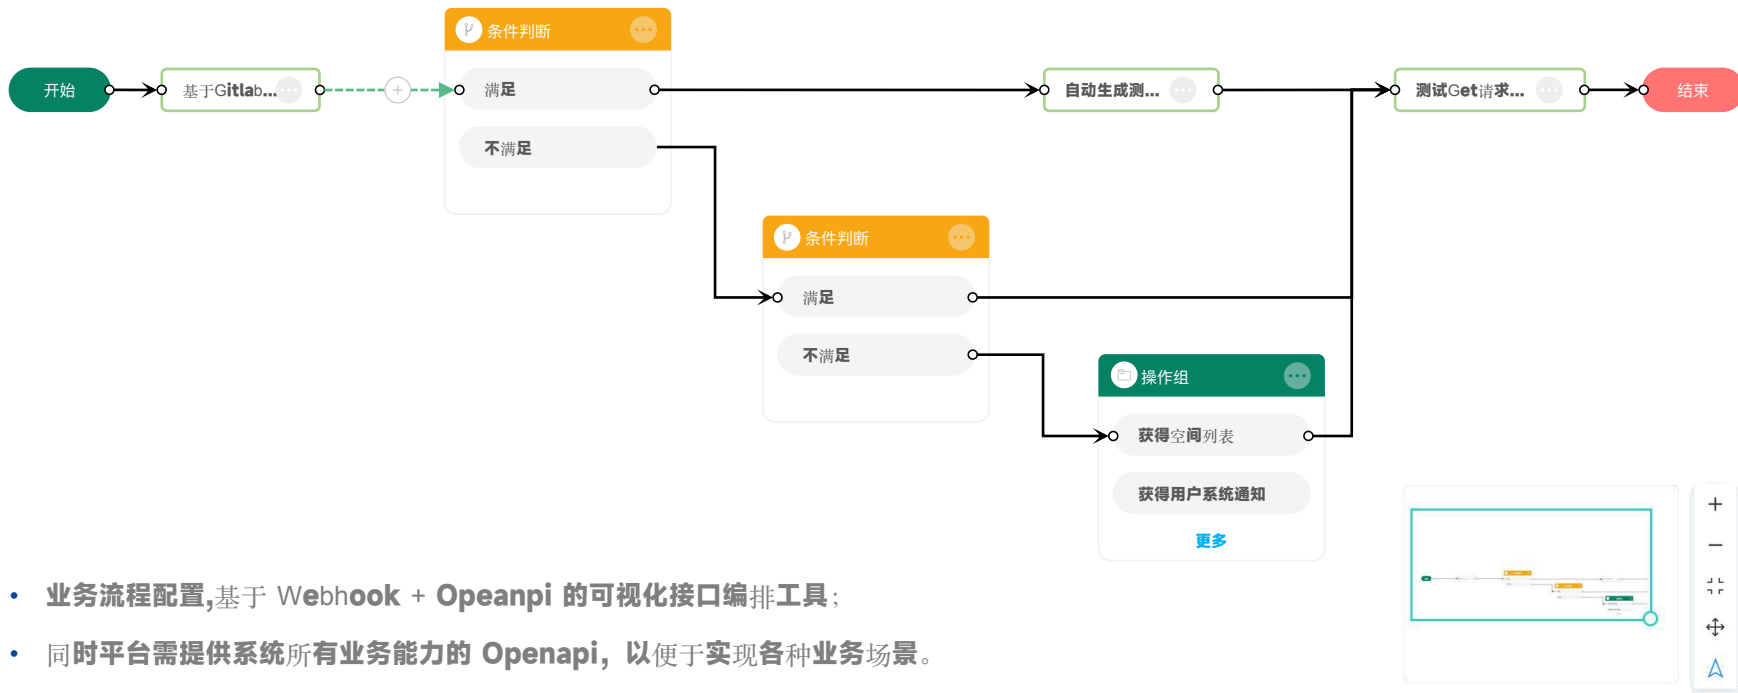 条件判断
开始
基于Gitlab...
满足
自动生成测...
测试Get请求...
结束
不满足
条件判断
满足
不满足
操作组
获得空间列表
获得用户系统通知
更多
• 业务流程配置,基于 Webhook + Opeanpi 的可视化接口编排工具;
• 同时平台需提供系统所有业务能力的 Openapi，以便于实现各种业务场景。